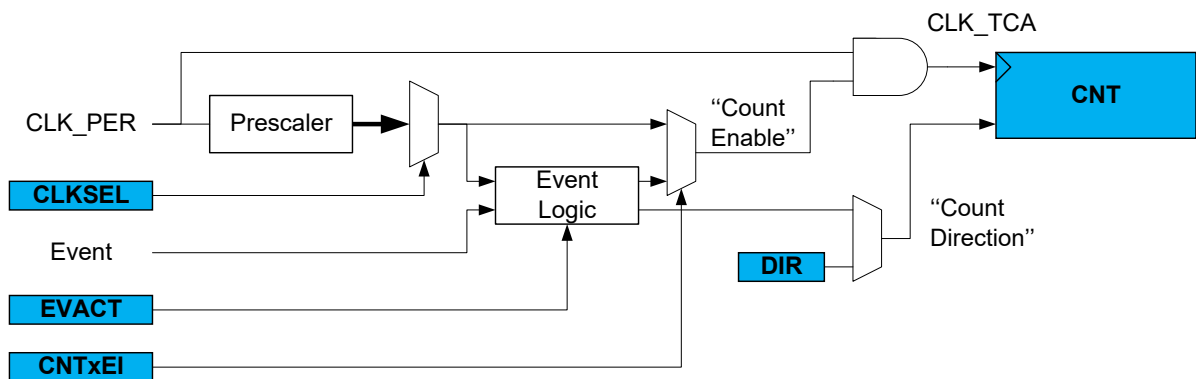 CLK_TCA
CNT
CLK_PER
Prescaler
“Count
Enable”
CLKSEL
Event
Logic
Event
DIR
“Count
Direction”
EVACT
CNTxEI